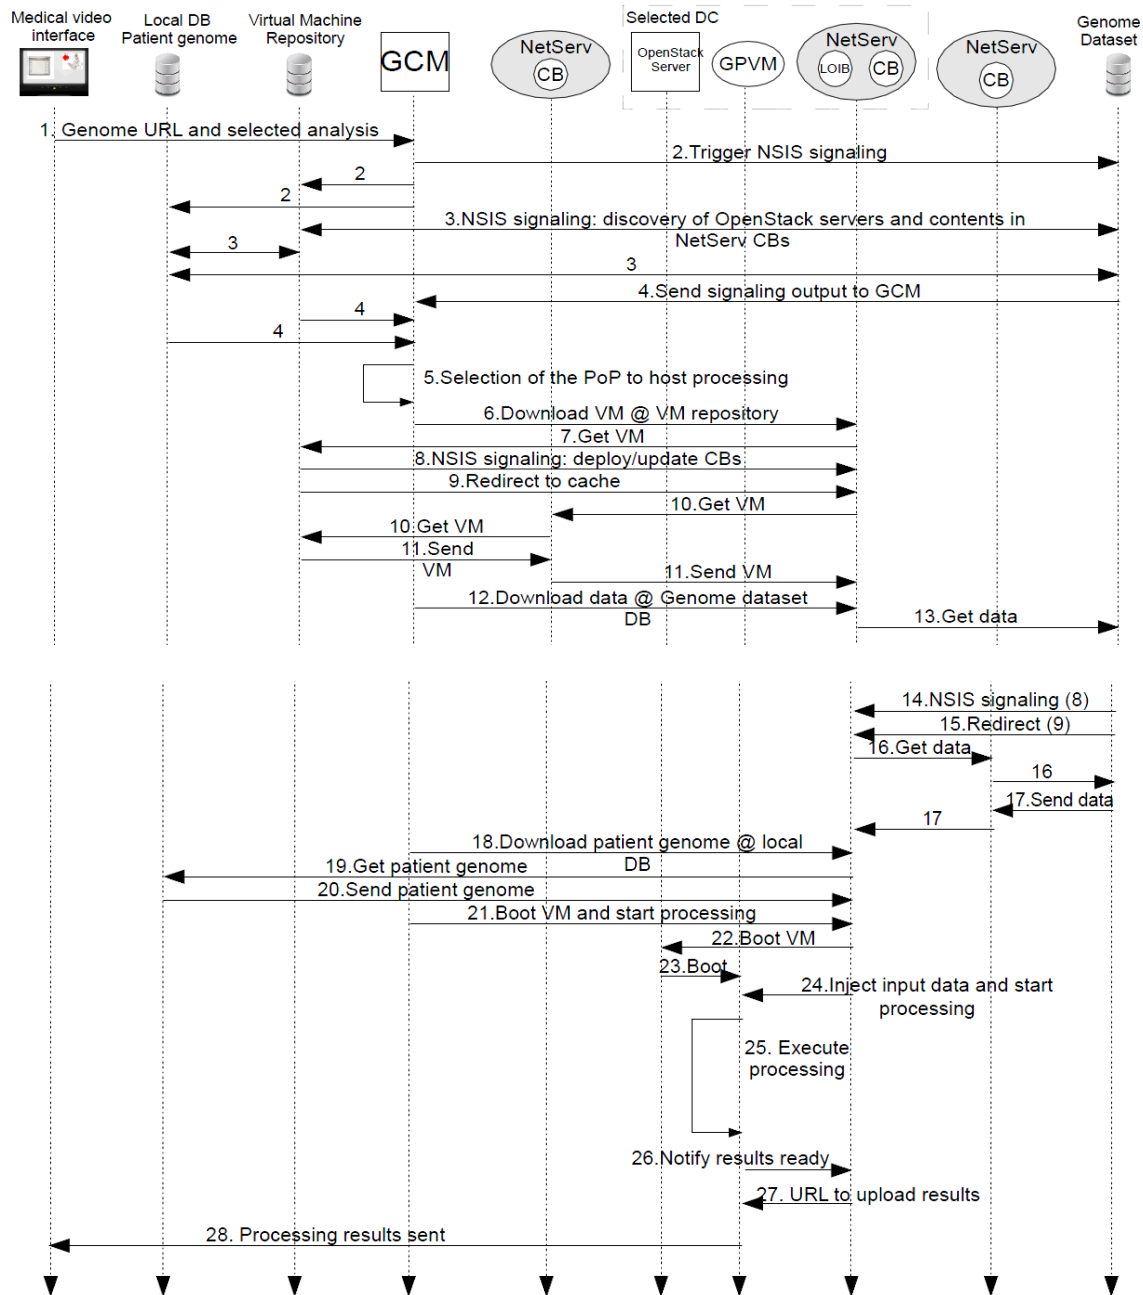 Medical video
interface
Local DB
Patient genome
Virtual Machine
Repository
GCM
NetServ
CB
Selected DC
OpenStack
Server
GPVM
NetServ
LOIB
CB
NetServ
CB
Genome
Dataset
1. Genome URL and selected analysis
2.Trigger NSIS signaling
2
2
3.NSIS signaling: discovery of OpenStack servers and contents in
NetServ CBs
3
3
4.Send signaling output to GCM
4
4
5.Selection of the PoP to host processing
6.Download VM @ VM repository
7.Get VM
8.NSIS signaling: deploy/update CBs
9.Redirect to cache
10.Get VM
10.Get VM
11.Send
VM
11.Send VM
12.Download data @ Genome dataset
DB
13.Get data
14.NSIS signaling (8)
15.Redirect (9)
16.Get data
16
17.Send data
17
18.Download patient genome @ local
DB
19.Get patient genome
20.Send patient genome
21.Boot VM and start processing
22.Boot VM
23.Boot
24.Inject input data and start
processing
25. Execute
processing
26.Notify results ready
27. URL to upload results
28. Processing results sent